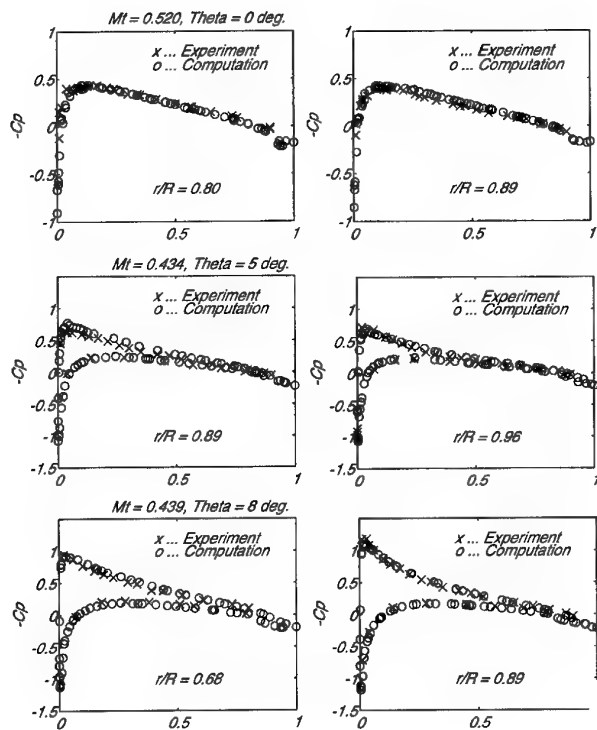 Mt = 0.520, Theta = 0 deg.
x ... Experiment
o ... Computation
1
0.5
0
-0.5
-1
-Cp
r/R = 0.80
0
0.5
1
x ... Experiment
o ... Computation
1
0.5
0
-0.5
-1
-Cp
r/R = 0.89
0
0.5
1
Mt = 0.434, Theta = 5 deg.
x ... Experiment
o ... Computation
1
0.5
0
-0.5
-1
-1.5
-Cp
r/R = 0.89
0
0.5
1
x ... Experiment
o ... Computation
1
0.5
0
-0.5
-1
-1.5
-Cp
r/R = 0.96
0
0.5
1
Mt = 0.439, Theta = 8 deg.
x ... Experiment
o ... Computation
1
0.5
0
-0.5
-1
-1.5
-Cp
r/R = 0.68
0
0.5
1
x ... Experiment
o ... Computation
1
0.5
0
-0.5
-1
-1.5
-Cp
r/R = 0.89
0
0.5